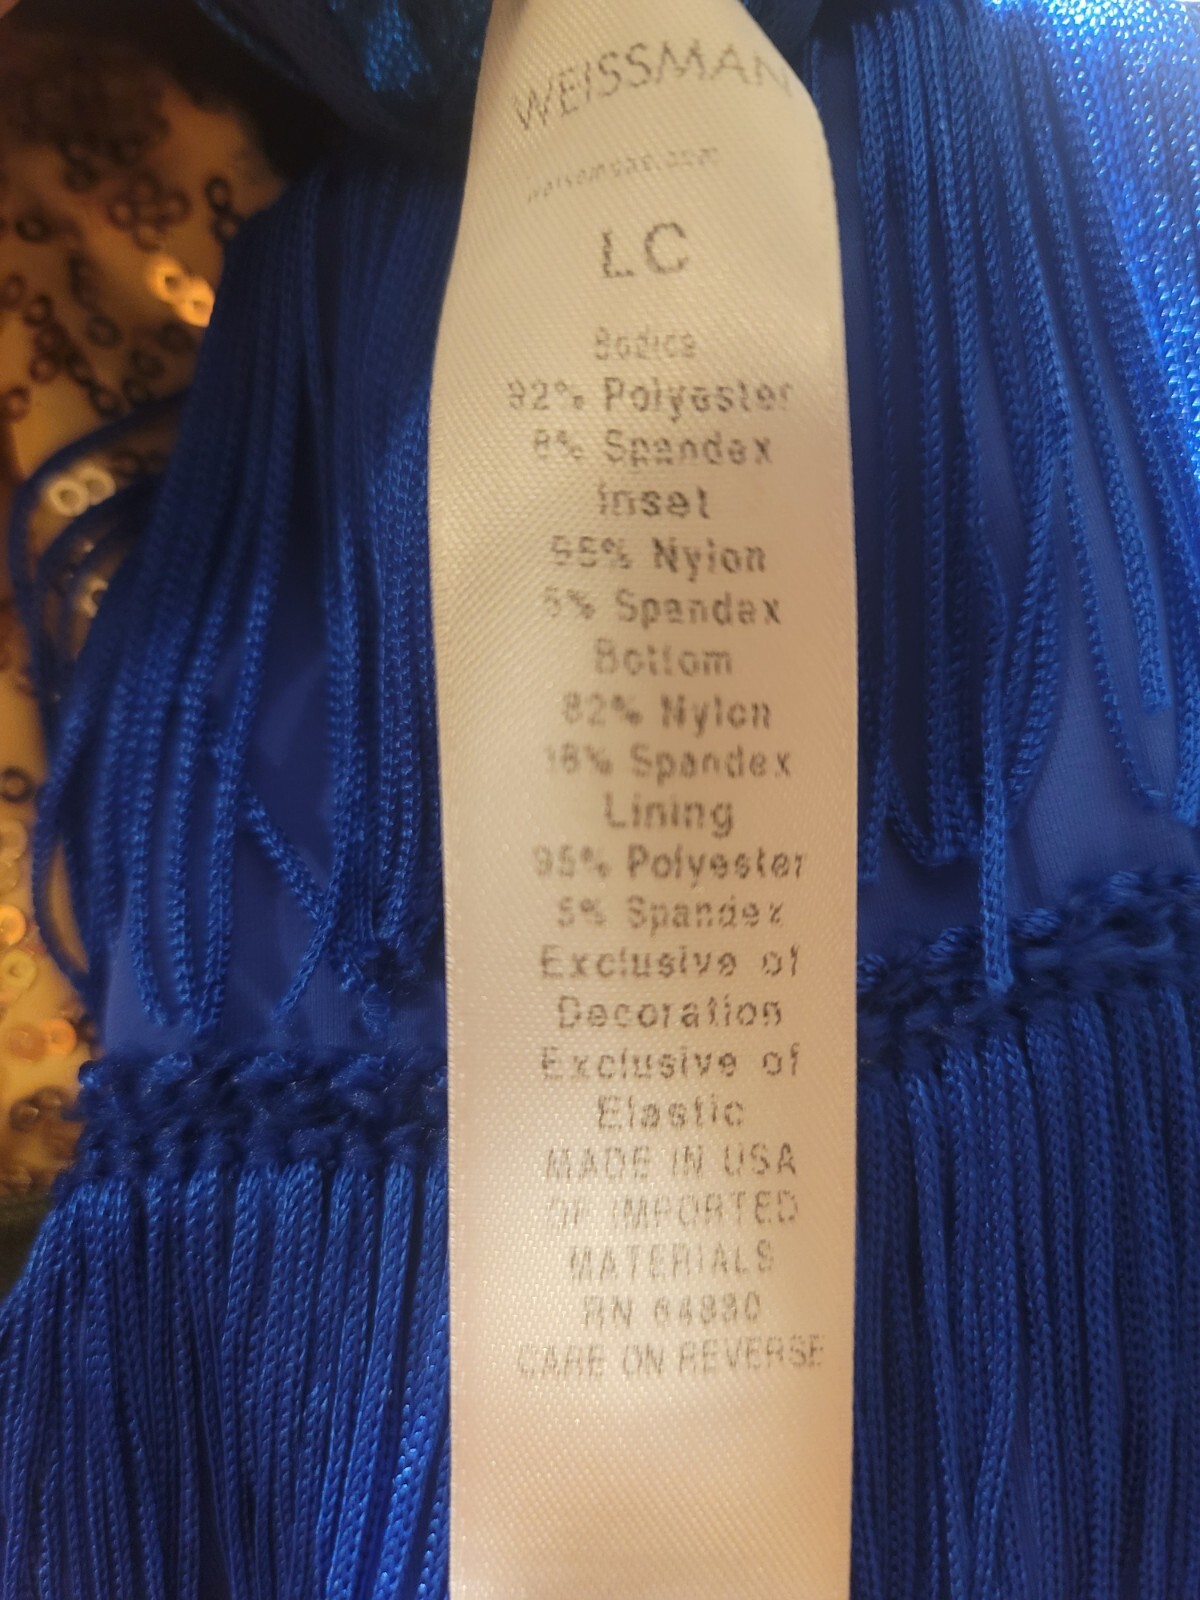 WEISSMAN
weissmans.com
LC
Bodice
92% Polyester
8% Spandex
Inset
95% Nylon
5% Spandex
Bottom
82% Nylon
18% Spandex
Lining
95% Polyester
5% Spandex
Exclusive of
Decoration
Exclusive of
Elastic
MADE IN USA
OF IMPORTED
MATERIALS
RN 64880
CARE ON REVERSE